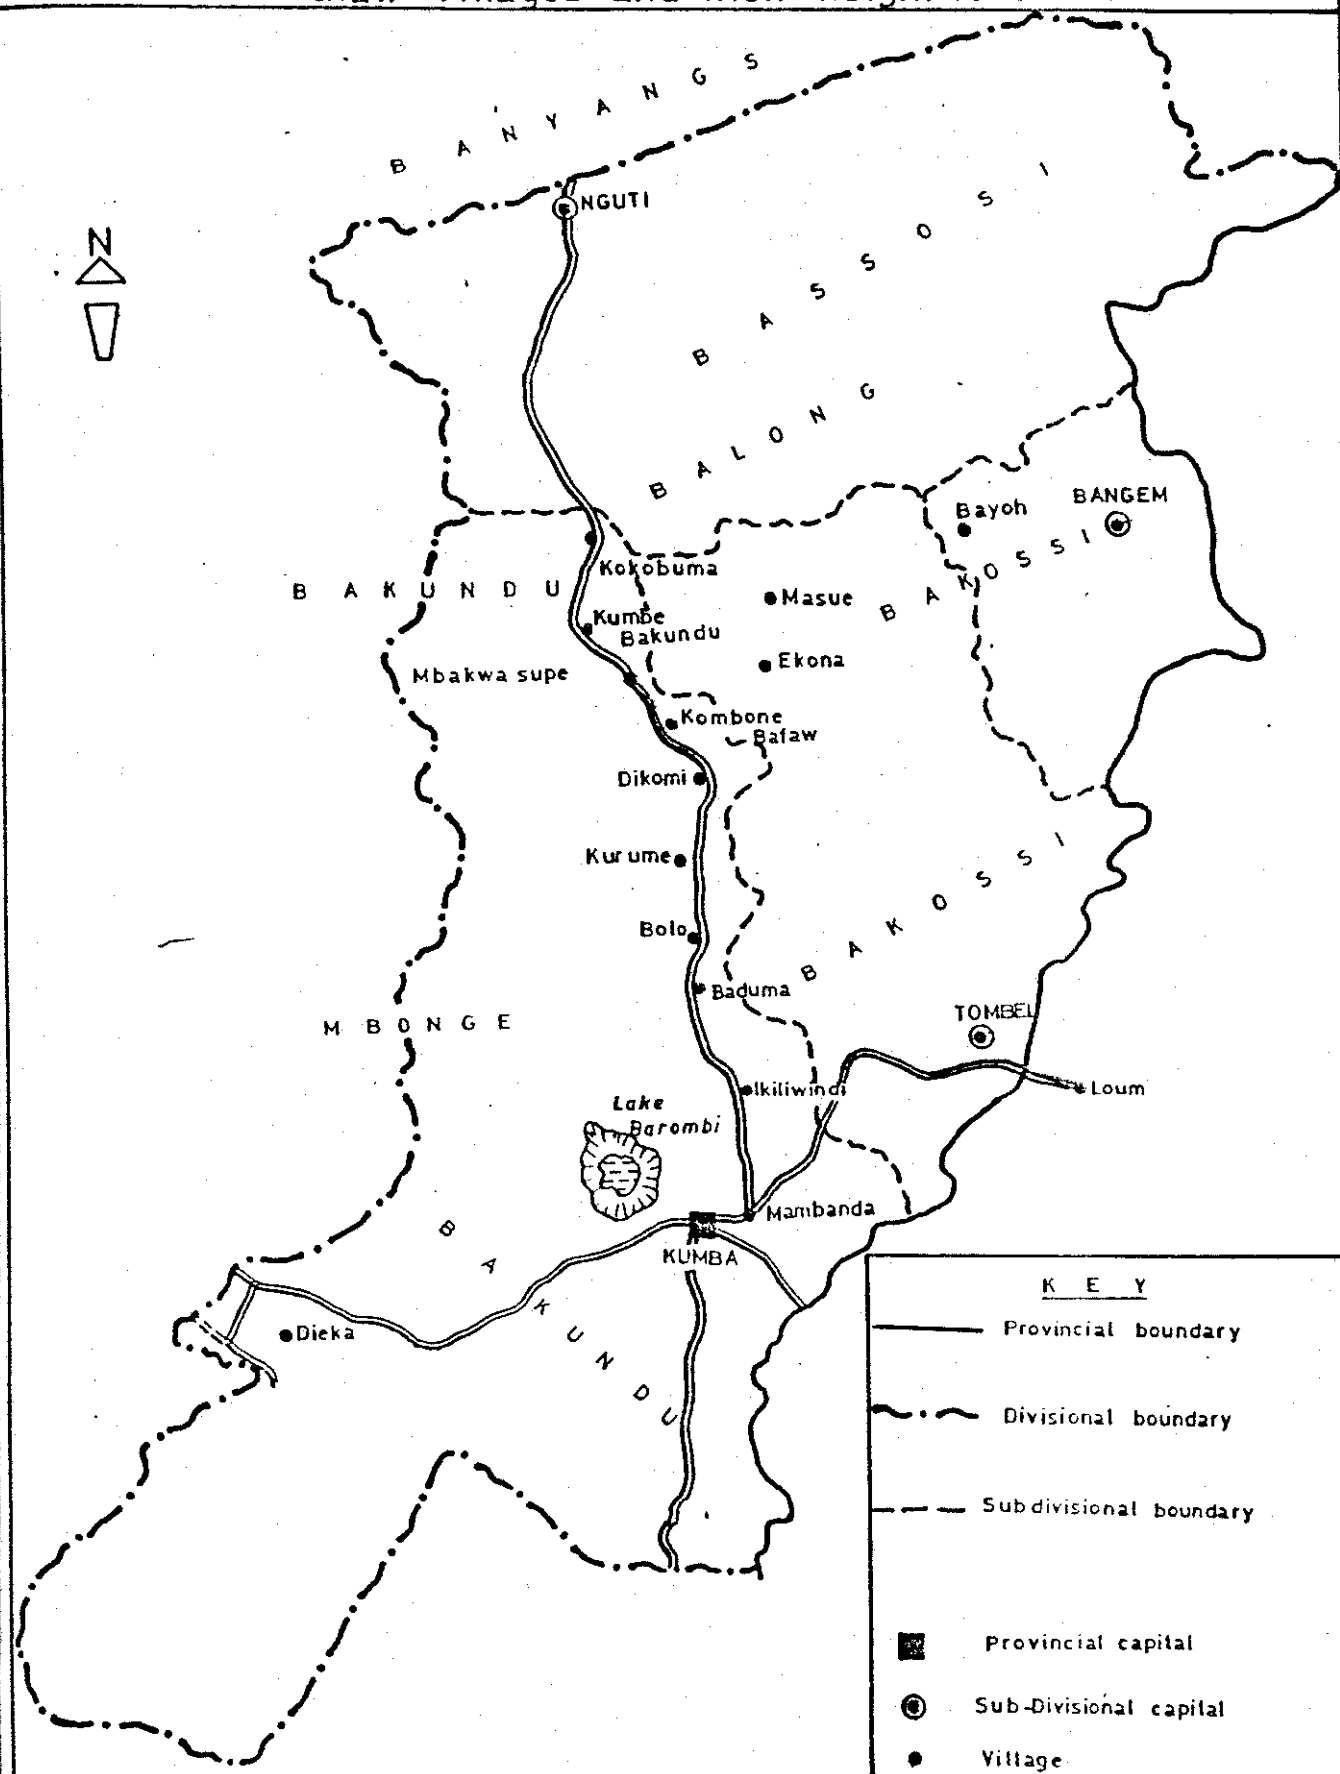 BANYANGS
N
NGUTI
BASSOSI
BALONG
BANGEM
Bayoh
BAKOSSI
Kokobuma
BAKUNDU
Masue
Kumbe
Bakundu
Ekona
Mbakwa supe
Kombone
Bafaw
Dikomi
Kurume
BAKOSSI
Bolo
Baduma
MBONGE
TOMBEL
Ikiliwindi
Loum
Lake
Barombi
Mambanda
KUMBA
BAKUNDU
Dieka
KEY
Provincial boundary
Divisional boundary
Subdivisional boundary
Provincial capital
Sub-Divisional capital
Village